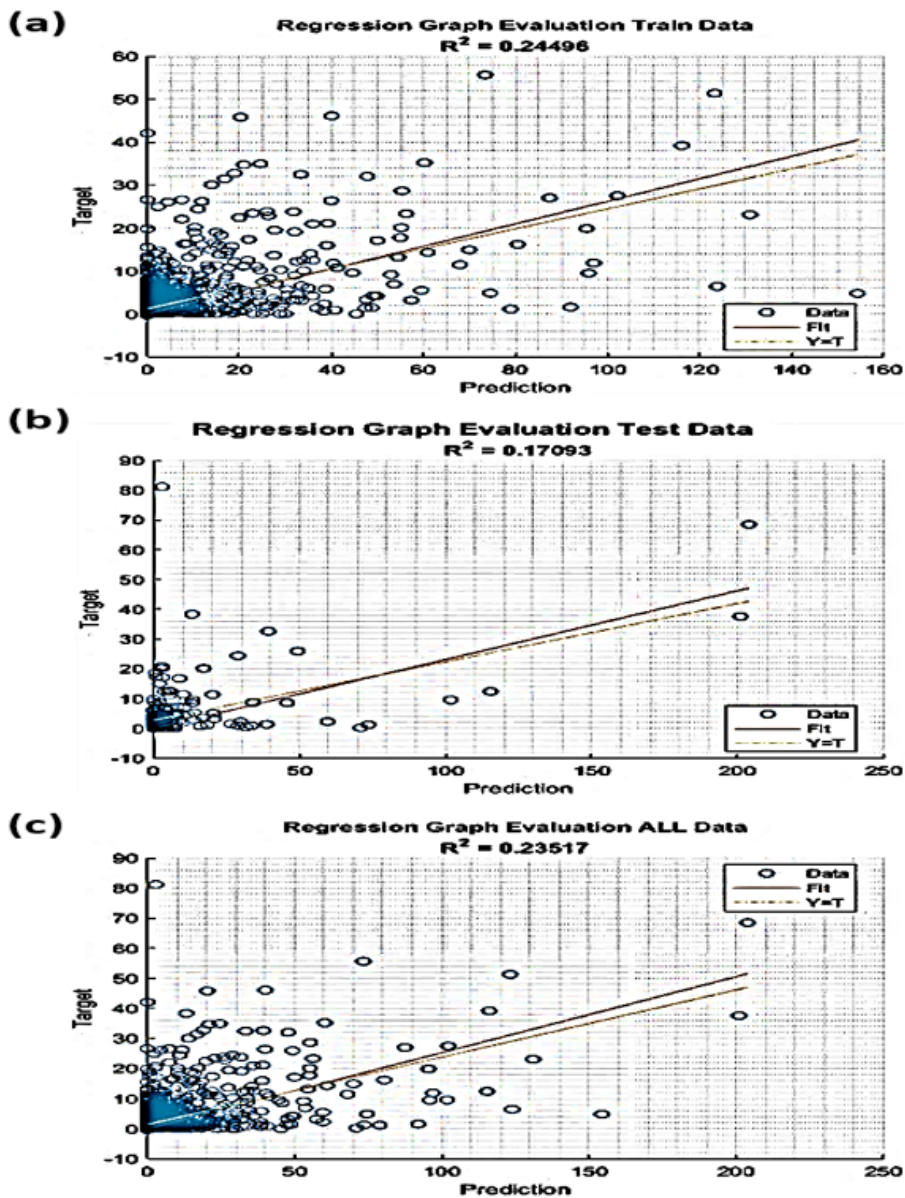 (a)
Regression Graph Evaluation Train Data
R² = 0.24496
60
50
40
30
20
10
0
-10
Target
0 20 40 60 80 100 120 140 160
Prediction
Data
Fit
Y=T
(b)
Regression Graph Evaluation Test Data
R² = 0.17093
90
80
70
60
50
40
30
20
10
0
-10
Target
0 50 100 150 200 250
Prediction
Data
Fit
Y=T
(c)
Regression Graph Evaluation ALL Data
R² = 0.23517
90
80
70
60
50
40
30
20
10
0
-10
Target
0 50 100 150 200 250
Prediction
Data
Fit
Y=T